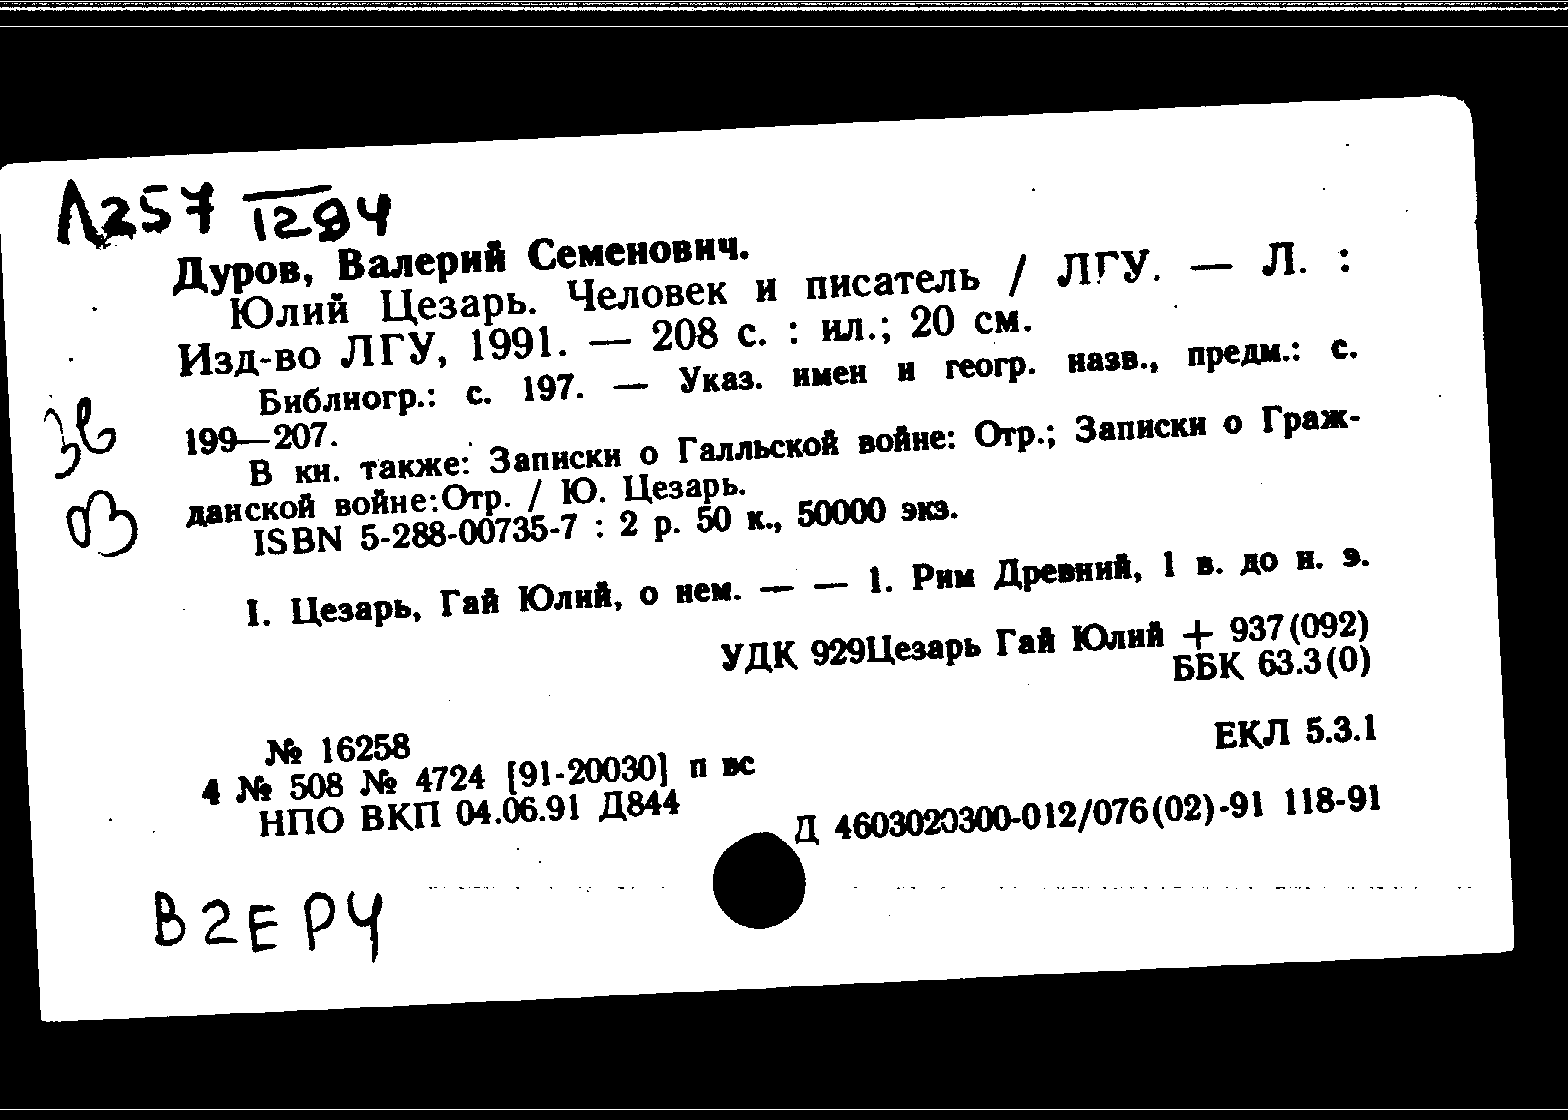 Л257 1294
Дуров, Валерий Семенович.
Юлий Цезарь. Человек и писатель / ЛГУ. — Л. :
Изд-во ЛГУ, 1991. — 208 с. : ил.; 20 см.
Библиогр.: с. 197. — Указ. имен и геогр. назв., предм.: с.
199—207.
В кн. также: Записки о Галльской войне: Отр.; Записки о Граж-
данской войне:Отр. / Ю. Цезарь.
ISBN 5-288-00735-7 : 2 р. 50 к., 50000 экз.
I. Цезарь, Гай Юлий, о нем. — — 1. Рим Древний, 1 в. до н. э.
УДК 929Цезарь Гай Юлий + 937(092)
ББК 63.3(0)
№ 16258
ЕКЛ 5.3.1
4 № 508 № 4724 [91-20030] п вс
НПО ВКП 04.06.91 Д844
Д 4603020300-012/076(02)-91 118-91
В2ЕР4